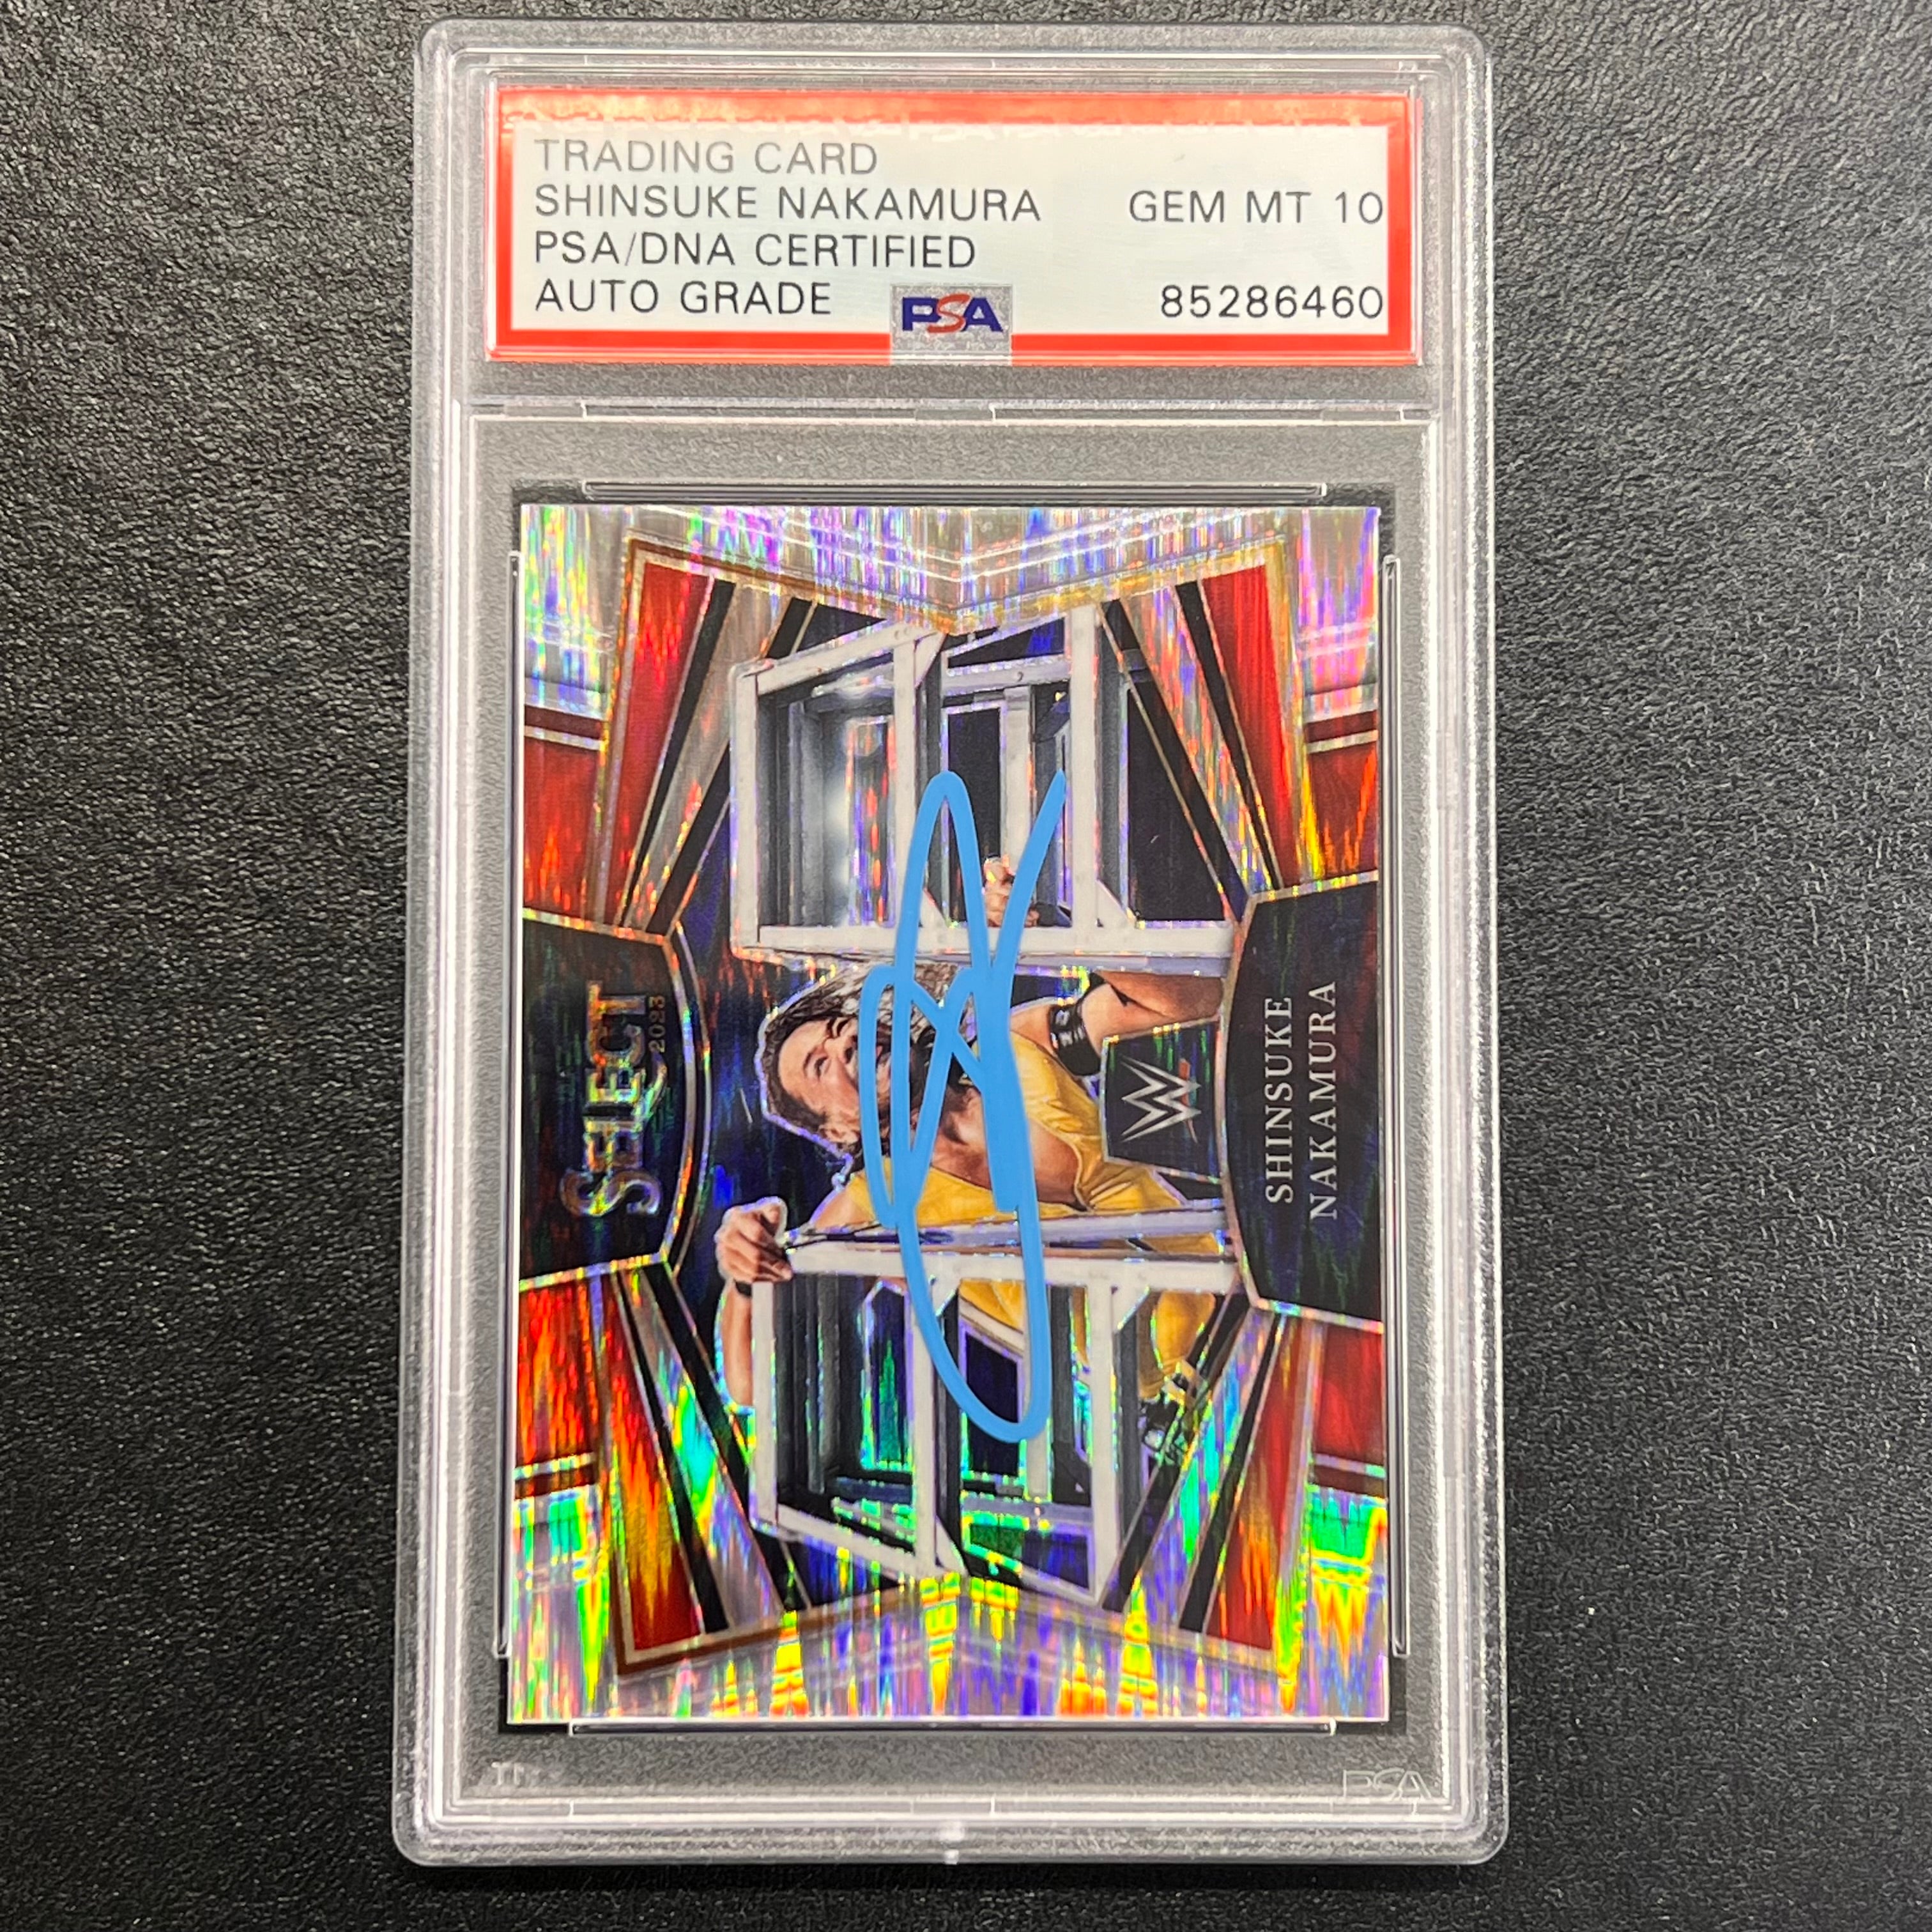 TRADING CARD
SHINSUKE NAKAMURA GEM MT 10
PSA/DNA CERTIFIED
AUTO GRADE PSA 85286460
SELECT
2023
W
SHINSUKE
NAKAMURA
PSA